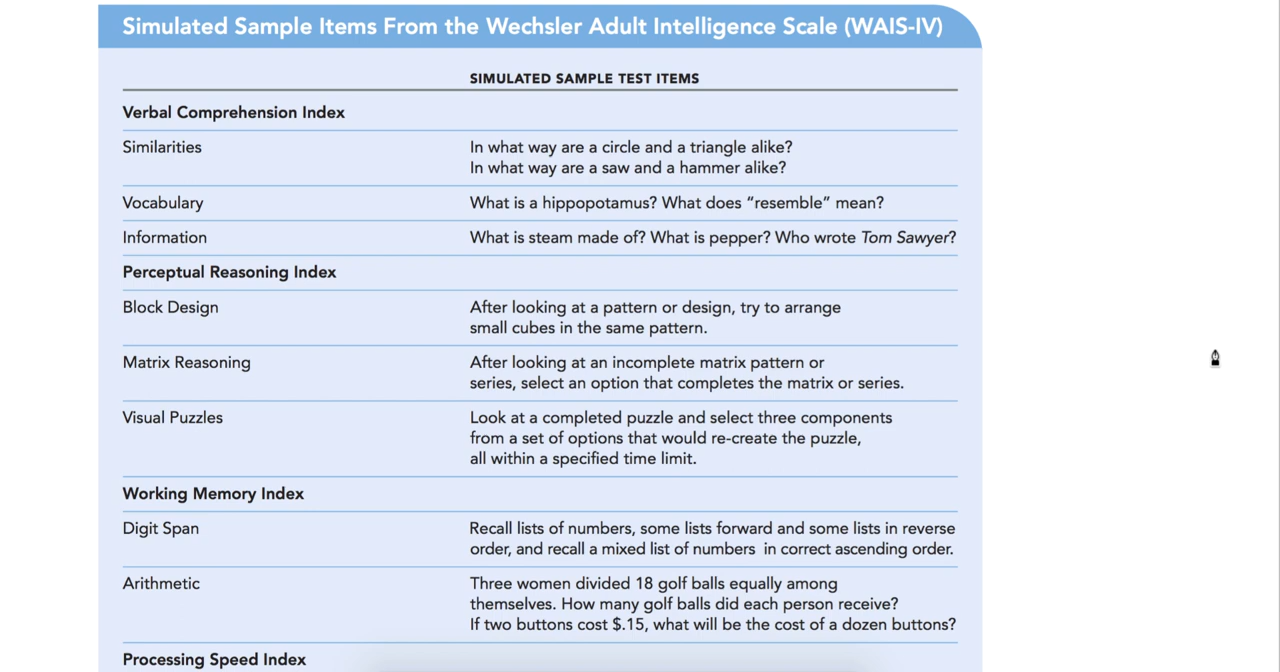 Simulated Sample Items From the Wechsler Adult Intelligence Scale (WAIS-IV)
SIMULATED SAMPLE TEST ITEMS
Verbal Comprehension Index
Similarities
In what way are a circle and a triangle alike?
In what way are a saw and a hammer alike?
Vocabulary
What is a hippopotamus? What does “resemble” mean?
Information
What is steam made of? What is pepper? Who wrote Tom Sawyer?
Perceptual Reasoning Index
Block Design
After looking at a pattern or design, try to arrange
small cubes in the same pattern.
Matrix Reasoning
After looking at an incomplete matrix pattern or
series, select an option that completes the matrix or series.
Visual Puzzles
Look at a completed puzzle and select three components
from a set of options that would re-create the puzzle,
all within a specified time limit.
Working Memory Index
Digit Span
Recall lists of numbers, some lists forward and some lists in reverse
order, and recall a mixed list of numbers in correct ascending order.
Arithmetic
Three women divided 18 golf balls equally among
themselves. How many golf balls did each person receive?
If two buttons cost $.15, what will be the cost of a dozen buttons?
Processing Speed Index